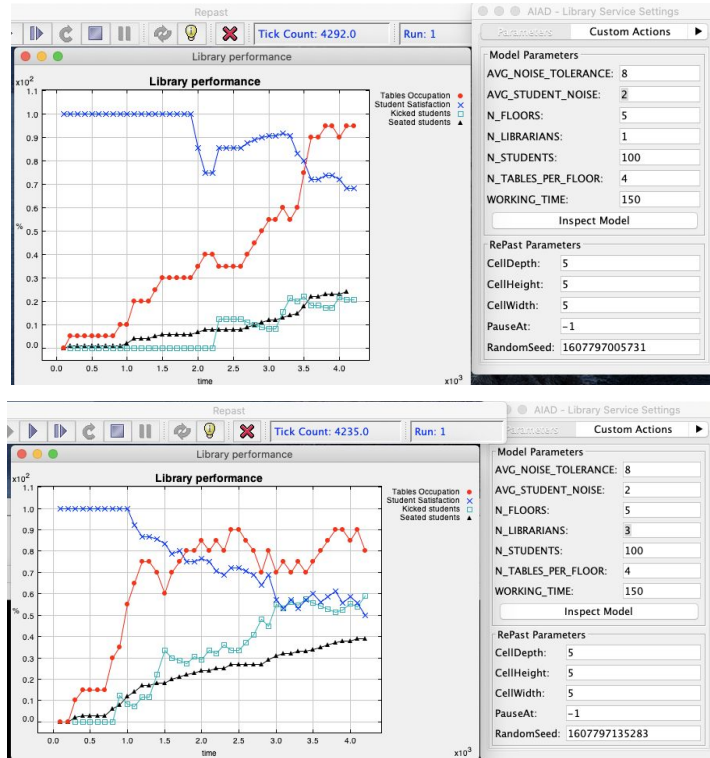 Repast
AIAD - Library Service Settings
Tick Count: 4292.0
Run: 1
Parameters
Custom Actions
Library performance
Library performance
x10²
Tables Occupation
Student Satisfaction
Kicked students
Seated students
1.1
1.0
0.9
0.8
0.7
0.6
%
0.5
0.4
0.3
0.2
0.1
0.0
0.0 0.5 1.0 1.5 2.0 2.5 3.0 3.5 4.0
time
x10³
Model Parameters
AVG_NOISE_TOLERANCE: 8
AVG_STUDENT_NOISE: 2
N_FLOORS: 5
N_LIBRARIANS: 1
N_STUDENTS: 100
N_TABLES_PER_FLOOR: 4
WORKING_TIME: 150
Inspect Model
RePast Parameters
CellDepth: 5
CellHeight: 5
CellWidth: 5
PauseAt: -1
RandomSeed: 1607797005731
Repast
AIAD - Library Service Settings
Tick Count: 4235.0
Run: 1
Custom Actions
Library performance
Library performance
x10²
Tables Occupation
Student Satisfaction
Kicked students
Seated students
1.1
1.0
0.9
0.8
0.7
0.6
%
0.5
0.4
0.3
0.2
0.1
0.0
0.0 0.5 1.0 1.5 2.0 2.5 3.0 3.5 4.0
time
x10³
Model Parameters
AVG_NOISE_TOLERANCE: 8
AVG_STUDENT_NOISE: 2
N_FLOORS: 5
N_LIBRARIANS: 3
N_STUDENTS: 100
N_TABLES_PER_FLOOR: 4
WORKING_TIME: 150
Inspect Model
RePast Parameters
CellDepth: 5
CellHeight: 5
CellWidth: 5
PauseAt: -1
RandomSeed: 1607797135283